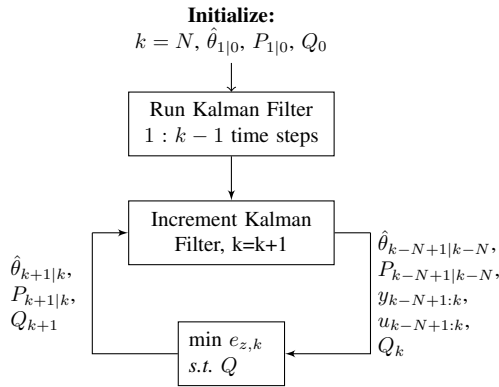 Initialize:
k = N, θ̂_{1|0}, P_{1|0}, Q_0
Run Kalman Filter
1 : k − 1 time steps
Increment Kalman
Filter, k=k+1
θ̂_{k+1|k},
P_{k+1|k},
Q_{k+1}
θ̂_{k−N+1|k−N},
P_{k−N+1|k−N},
y_{k−N+1:k},
u_{k−N+1:k},
Q_k
min e_{z,k}
s.t. Q